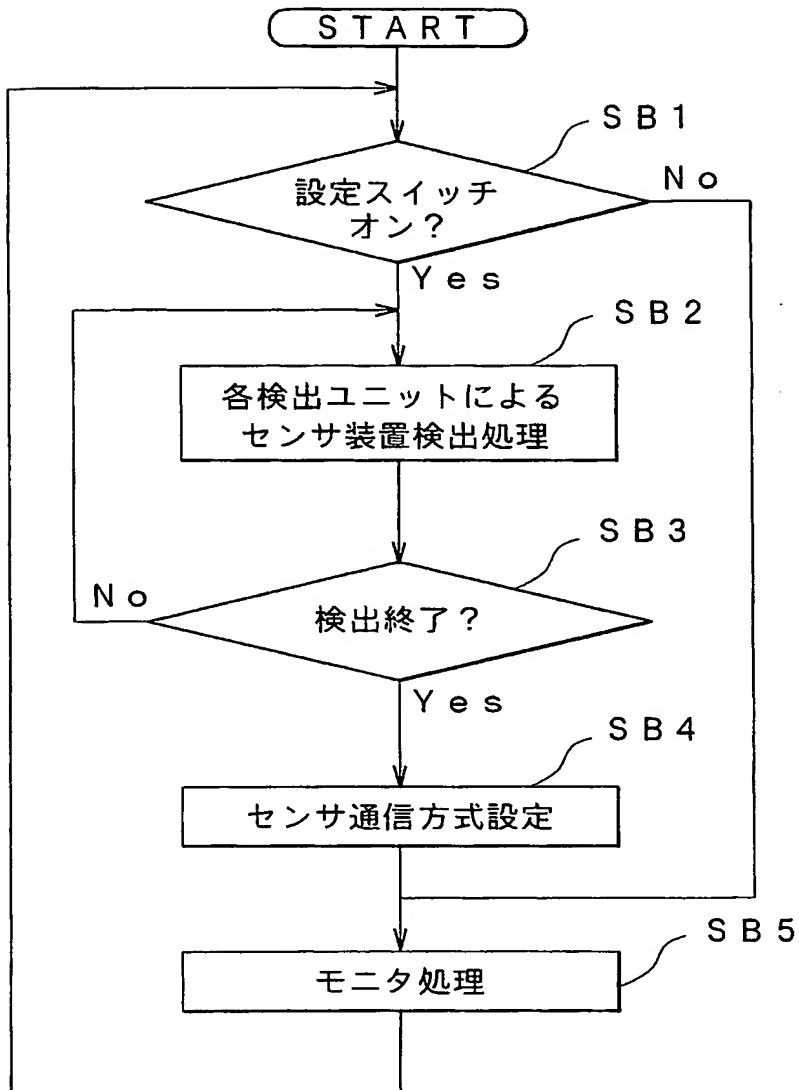 ＳＴＡＲＴ
ＳＢ１
設定スイッチ
オン？
Ｎｏ
Ｙｅｓ
ＳＢ２
各検出ユニットによる
センサ装置検出処理
ＳＢ３
Ｎｏ
検出終了？
Ｙｅｓ
ＳＢ４
センサ通信方式設定
ＳＢ５
モニタ処理